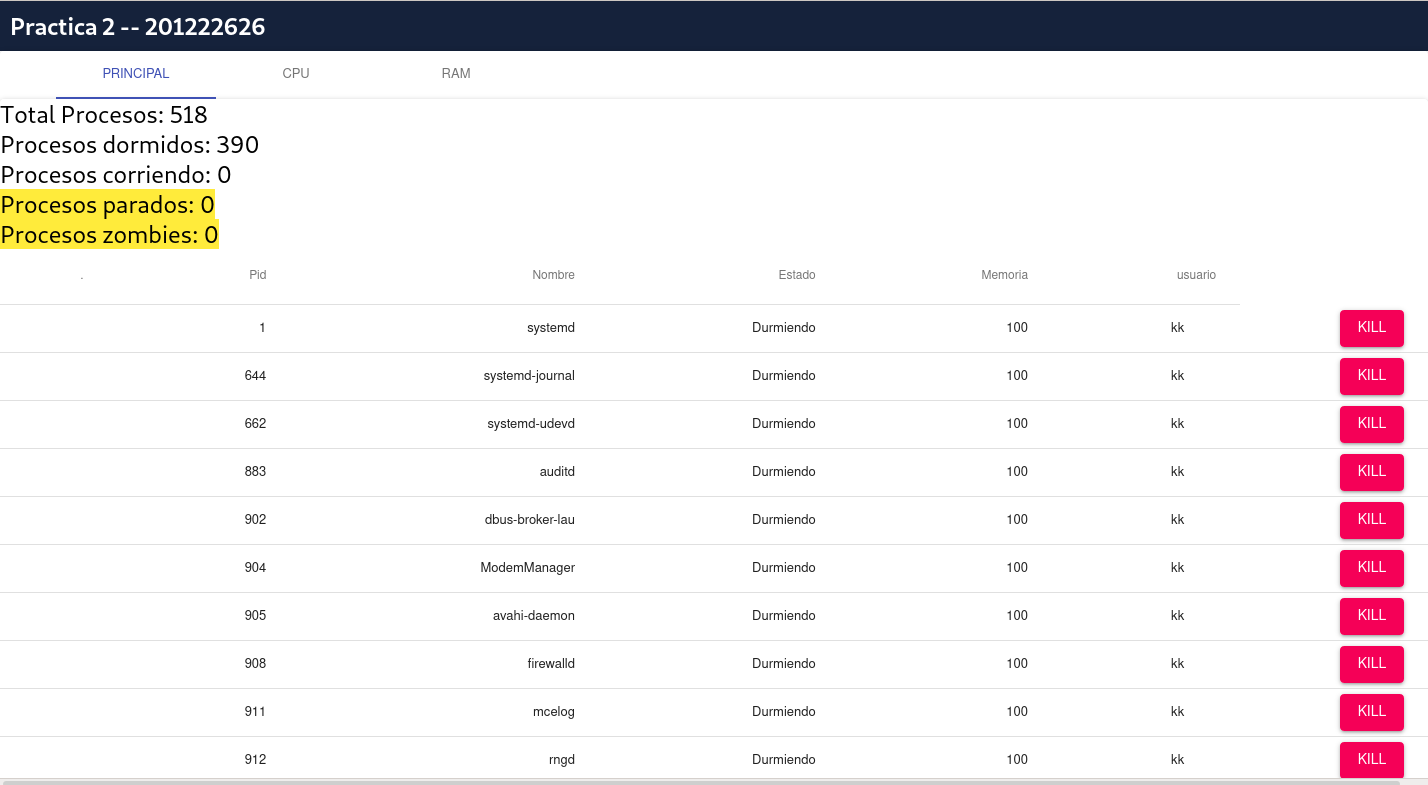 Practica 2 -- 201222626
PRINCIPAL CPU RAM
Total Procesos: 518
Procesos dormidos: 390
Procesos corriendo: 0
Procesos parados: 0
Procesos zombies: 0
. Pid Nombre Estado Memoria usuario
1 systemd Durmiendo 100 kk KILL
644 systemd-journal Durmiendo 100 kk KILL
662 systemd-udevd Durmiendo 100 kk KILL
883 auditd Durmiendo 100 kk KILL
902 dbus-broker-lau Durmiendo 100 kk KILL
904 ModemManager Durmiendo 100 kk KILL
905 avahi-daemon Durmiendo 100 kk KILL
908 firewalld Durmiendo 100 kk KILL
911 mcelog Durmiendo 100 kk KILL
912 rngd Durmiendo 100 kk KILL